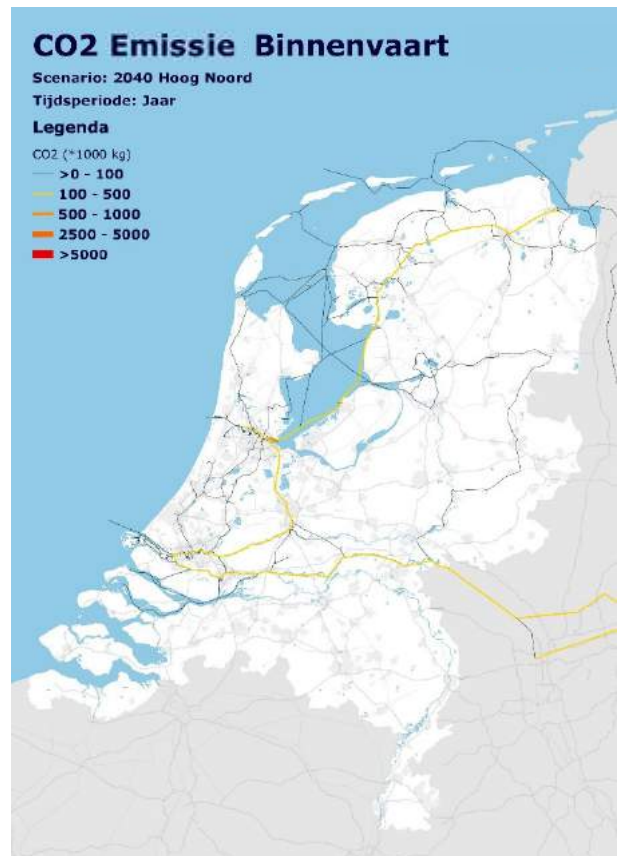 CO2 Emissie Binnenvaart
Scenario: 2040 Hoog Noord
Tijdsperiode: Jaar
Legenda
CO2 (*1000 kg)
>0 - 100
100 - 500
500 - 1000
2500 - 5000
>5000